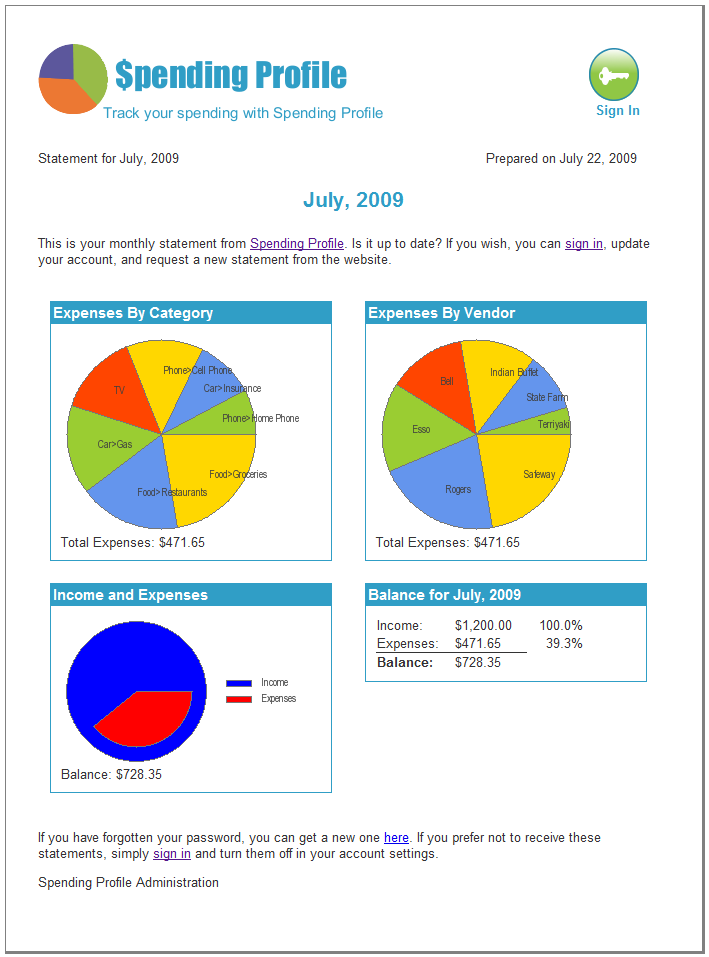 $pending Profile
Track your spending with Spending Profile
Sign In
Statement for July, 2009
Prepared on July 22, 2009
July, 2009
This is your monthly statement from Spending Profile. Is it up to date? If you wish, you can sign in, update
your account, and request a new statement from the website.
Expenses By Category
Phone>Cell Phone
Car>Insurance
TV
Phone>Home Phone
Car>Gas
Food>Groceries
Food>Restaurants
Total Expenses: $471.65
Expenses By Vendor
Indian Buffet
Bell
State Farm
Terriyaki
Esso
Safeway
Rogers
Total Expenses: $471.65
Income and Expenses
Income
Expenses
Balance: $728.35
Balance for July, 2009
Income: $1,200.00 100.0%
Expenses: $471.65 39.3%
Balance: $728.35
If you have forgotten your password, you can get a new one here. If you prefer not to receive these
statements, simply sign in and turn them off in your account settings.
Spending Profile Administration